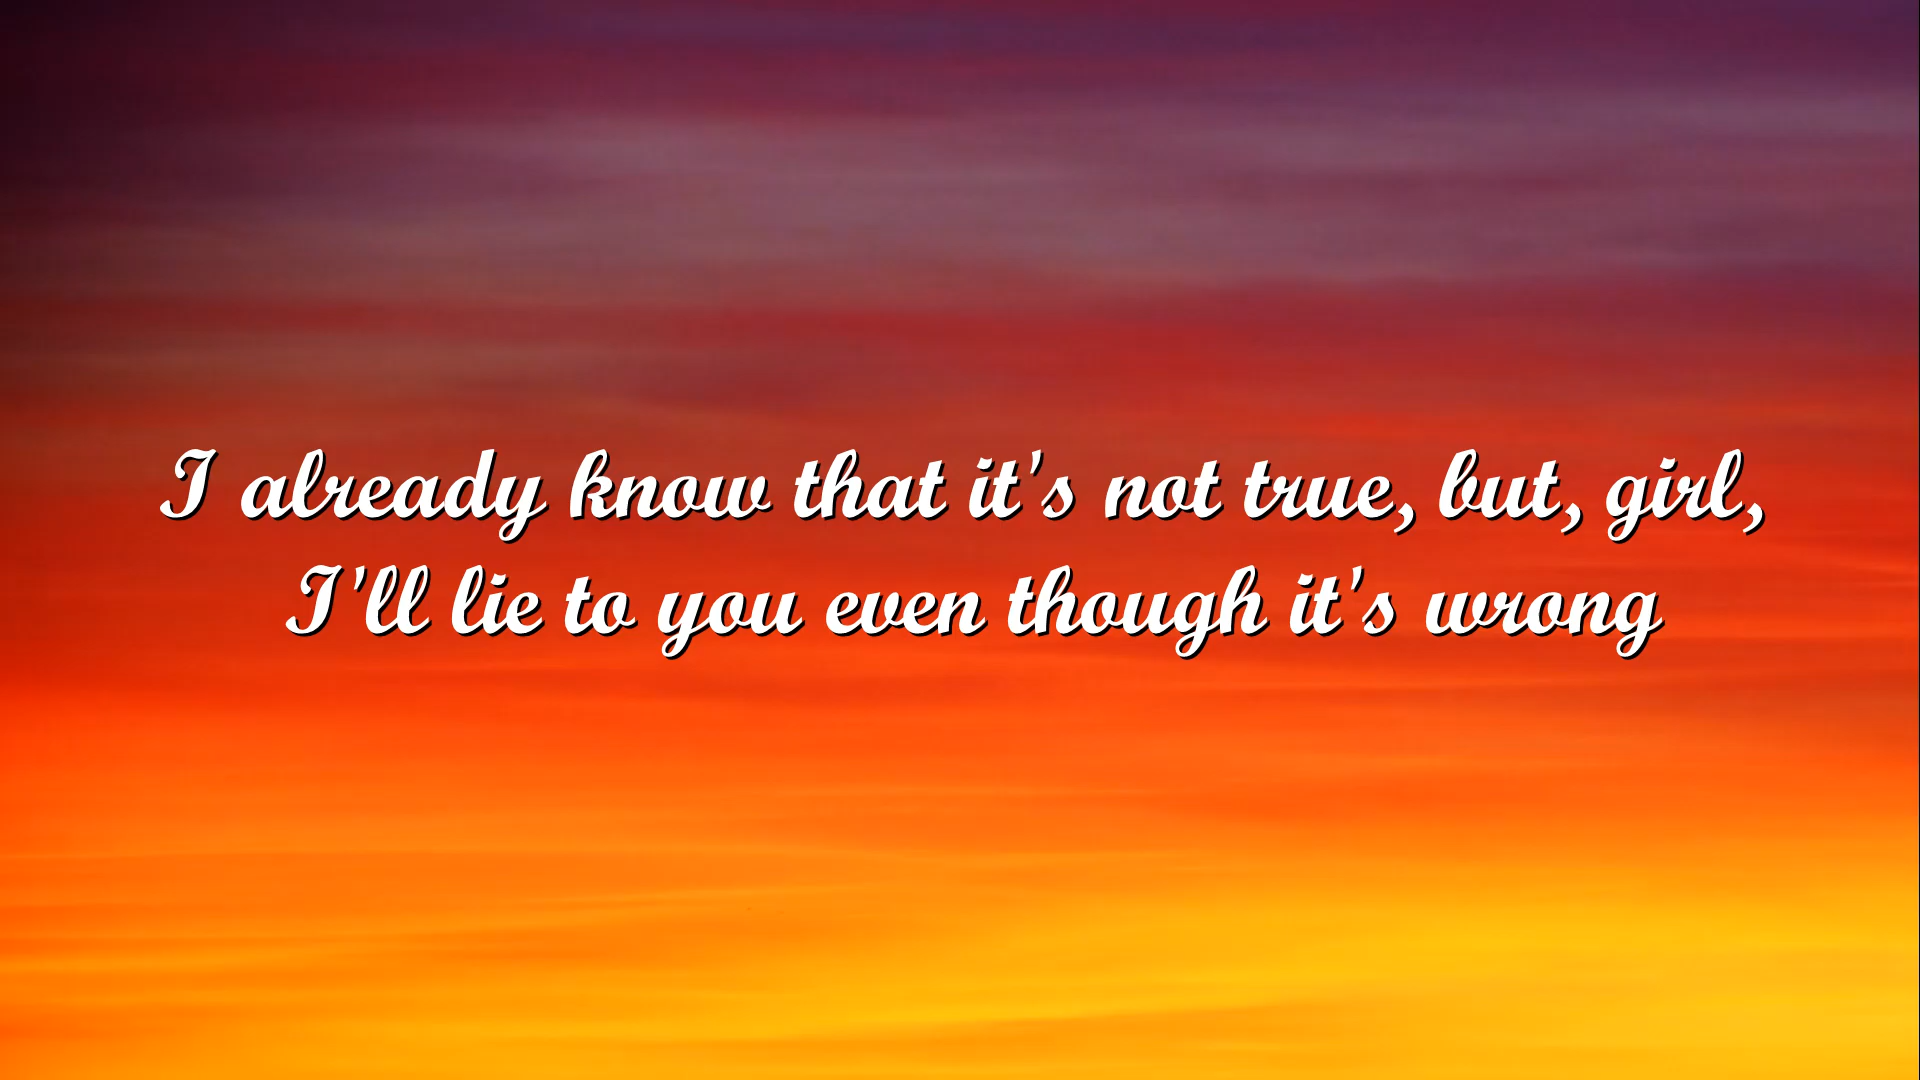 I already know that it's not true, but, girl,
I'll lie to you even though it's wrong